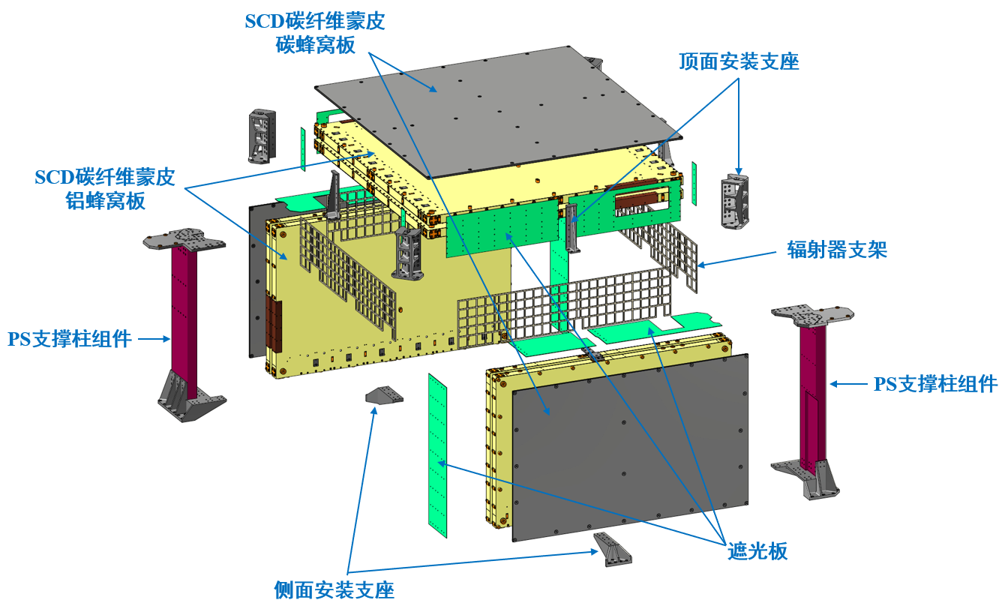 SCD碳纤维蒙皮
碳蜂窝板
顶面安装支座
SCD碳纤维蒙皮
铝蜂窝板
辐射器支架
PS支撑柱组件
PS支撑柱组件
遮光板
侧面安装支座